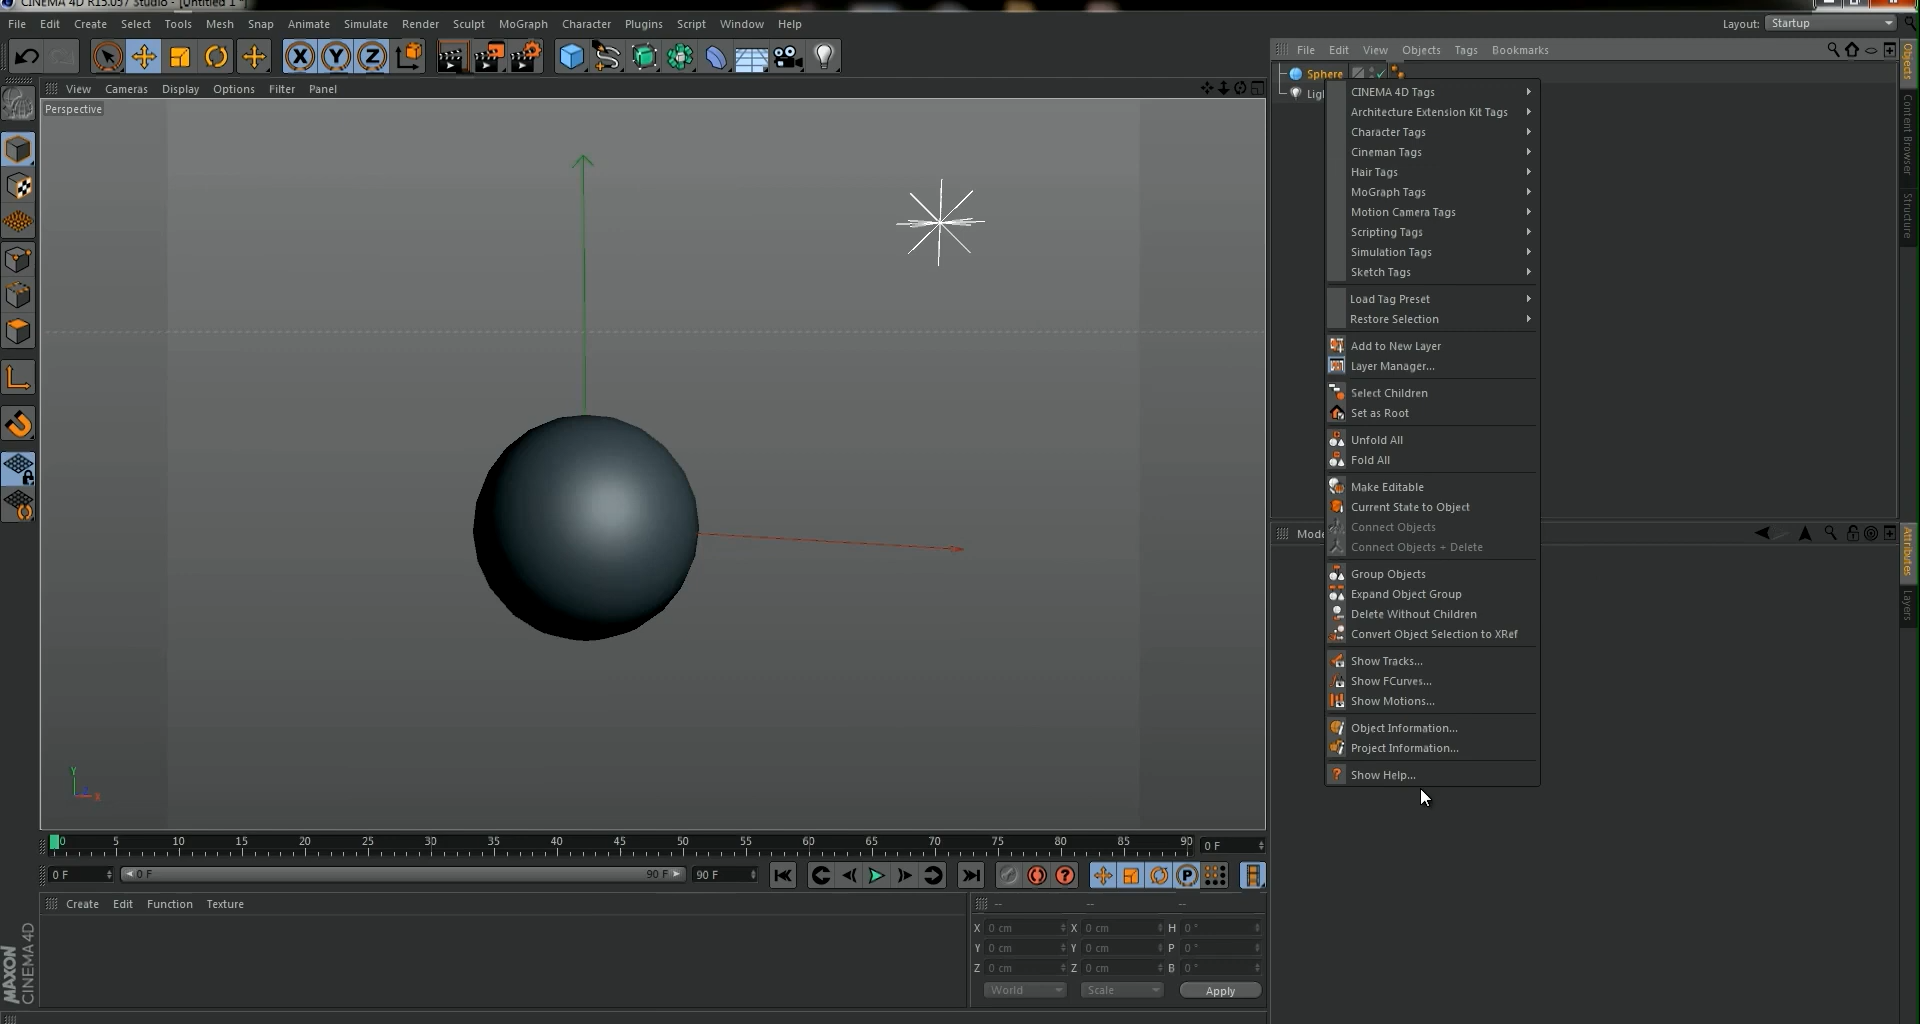 CINEMA 4D R15.057 Studio - [Untitled 1 *]
File Edit Create Select Tools Mesh Snap Animate Simulate Render Sculpt MoGraph Character Plugins Script Window Help
Layout: Startup
X Y Z
File Edit View Objects Tags Bookmarks
View Cameras Display Options Filter Panel
Perspective
Sphere
Ligh
CINEMA 4D Tags
Architecture Extension Kit Tags
Character Tags
Cineman Tags
Hair Tags
MoGraph Tags
Motion Camera Tags
Scripting Tags
Simulation Tags
Sketch Tags
Load Tag Preset
Restore Selection
Add to New Layer
Layer Manager...
Select Children
Set as Root
Unfold All
Fold All
Make Editable
Current State to Object
Connect Objects
Connect Objects + Delete
Group Objects
Expand Object Group
Delete Without Children
Convert Object Selection to XRef
Show Tracks...
Show FCurves...
Show Motions...
Object Information...
Project Information...
Show Help...
Mode
Objects
Content Browser
Structure
Attributes
Layers
Y
X
0 5 10 15 20 25 30 35 40 45 50 55 60 65 70 75 80 85 90 0 F
0 F 0 F 90 F 90 F
P
Create Edit Function Texture
-- -- --
X 0 cm X 0 cm H 0 °
Y 0 cm Y 0 cm P 0 °
Z 0 cm Z 0 cm B 0 °
World Scale Apply
MAXON
CINEMA 4D